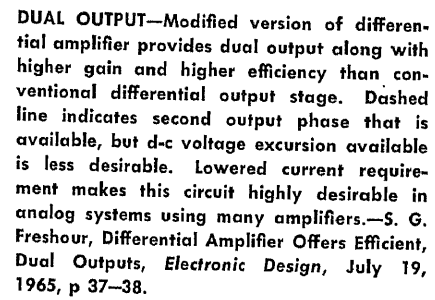 DUAL OUTPUT—Modified version of differen-
tial amplifier provides dual output along with
higher gain and higher efficiency than con-
ventional differential output stage. Dashed
line indicates second output phase that is
available, but d-c voltage excursion available
is less desirable. Lowered current require-
ment makes this circuit highly desirable in
analog systems using many amplifiers.—S. G.
Freshour, Differential Amplifier Offers Efficient,
Dual Outputs, Electronic Design, July 19,
1965, p 37—38.